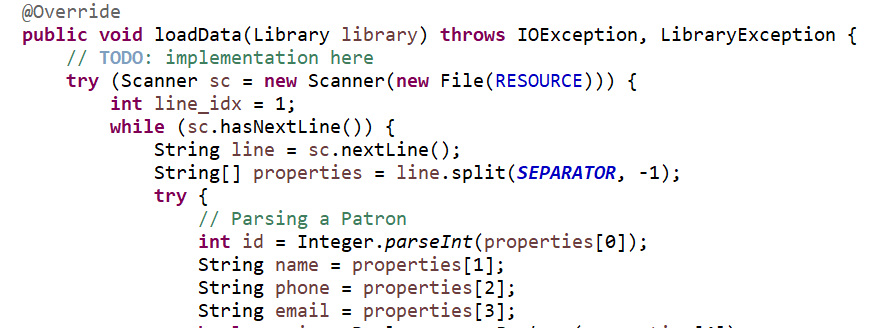 @Override
public void loadData(Library library) throws IOException, LibraryException {
// TODO: implementation here
try (Scanner sc = new Scanner(new File(RESOURCE))) {
int line_idx = 1;
while (sc.hasNextLine()) {
String line = sc.nextLine();
String[] properties = line.split(SEPARATOR, -1);
try {
// Parsing a Patron
int id = Integer.parseInt(properties[0]);
String name = properties[1];
String phone = properties[2];
String email = properties[3];